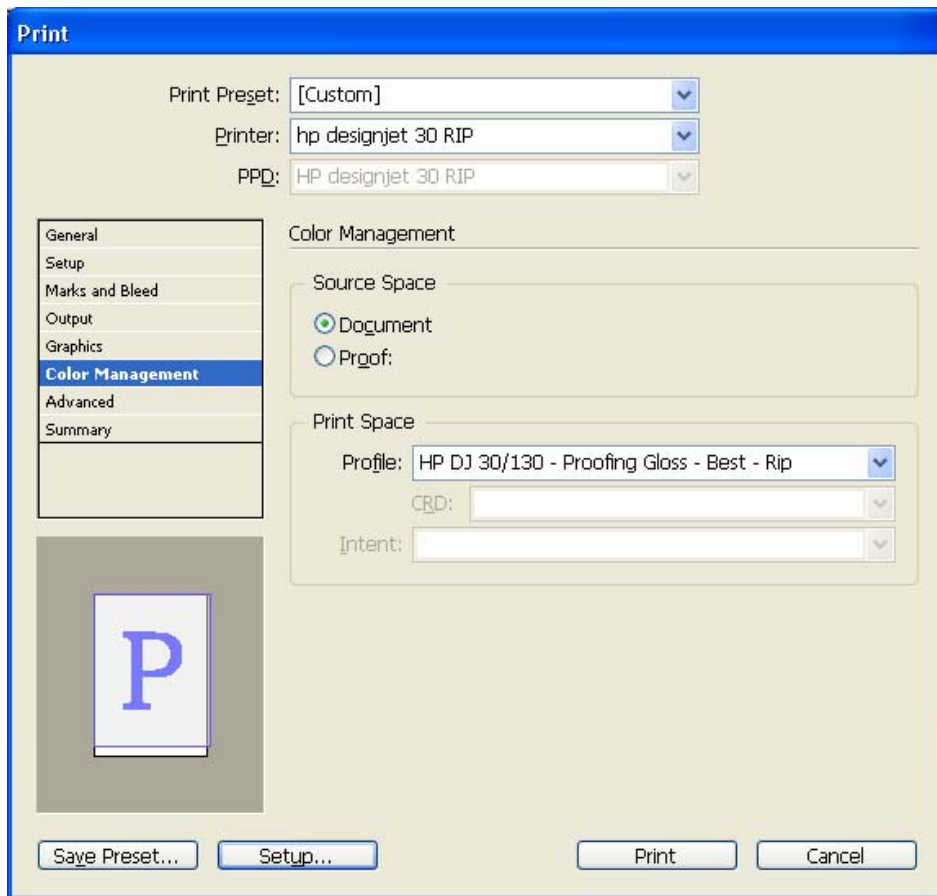 Print
Print Preset: [Custom]
Printer: hp designjet 30 RIP
PPD: HP designjet 30 RIP
General
Setup
Marks and Bleed
Output
Graphics
Color Management
Advanced
Summary
Color Management
Source Space
Document
Proof:
Print Space
Profile: HP DJ 30/130 - Proofing Gloss - Best - Rip
CRD:
Intent:
P
Save Preset... Setup... Print Cancel